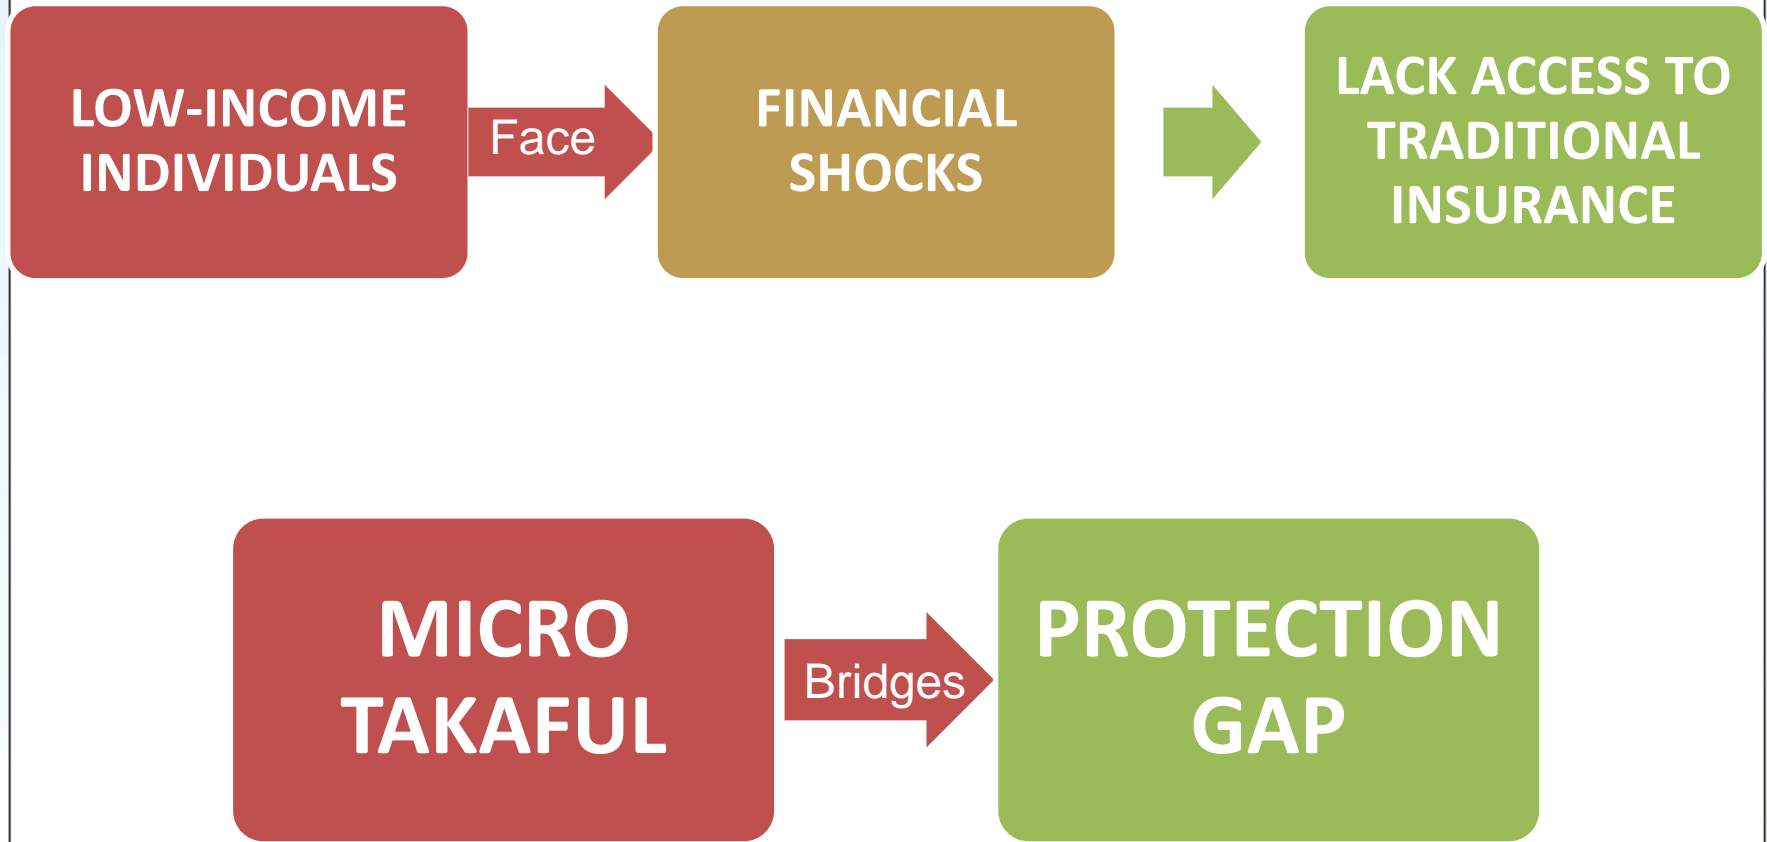 LOW-INCOME
INDIVIDUALS
Face
FINANCIAL
SHOCKS
LACK ACCESS TO
TRADITIONAL
INSURANCE
MICRO
TAKAFUL
Bridges
PROTECTION
GAP